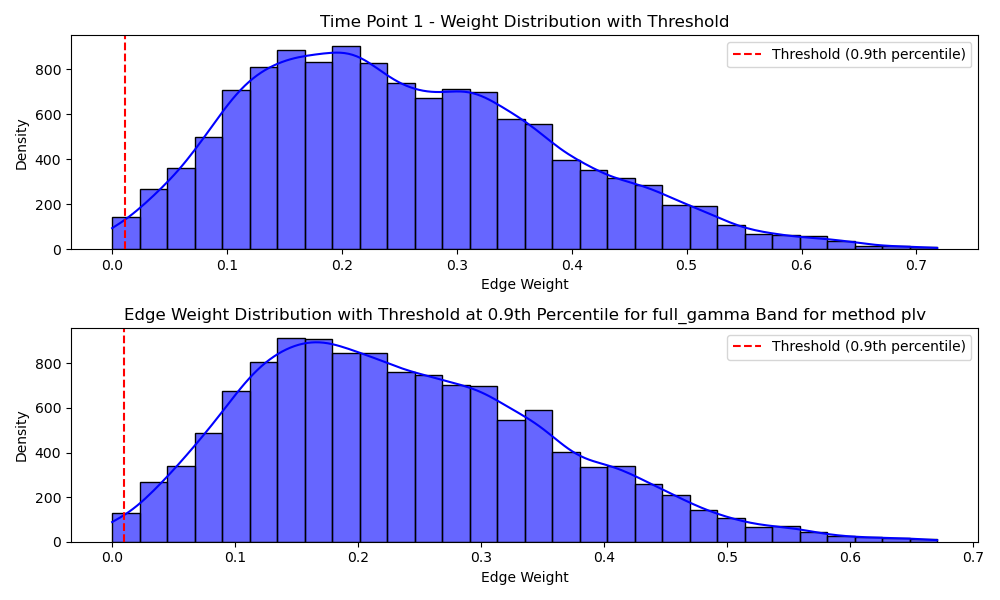 Time Point 1 - Weight Distribution with Threshold
Threshold (0.9th percentile)
Density
800
600
400
200
0
0.0 0.1 0.2 0.3 0.4 0.5 0.6 0.7
Edge Weight
Edge Weight Distribution with Threshold at 0.9th Percentile for full_gamma Band for method plv
Threshold (0.9th percentile)
Density
800
600
400
200
0
0.0 0.1 0.2 0.3 0.4 0.5 0.6 0.7
Edge Weight